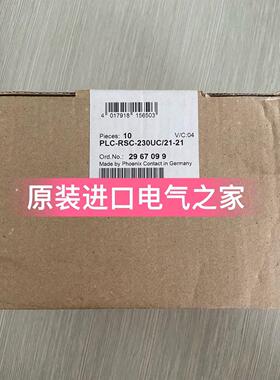 4 017918 156503
Pieces: 10 V/C:04
PLC-RSC-230UC/21-21
Ord.No.: 29 67 09 9
Made by Phoenix Contact in Germany
原装进口电气之家